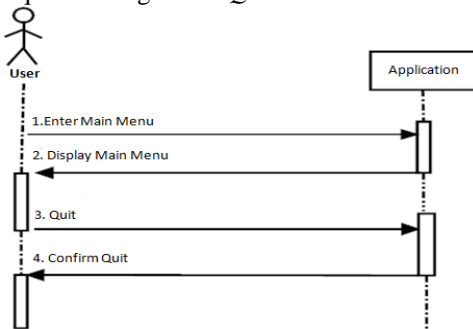 User
Application
1.Enter Main Menu
2. Display Main Menu
3. Quit
4. Confirm Quit